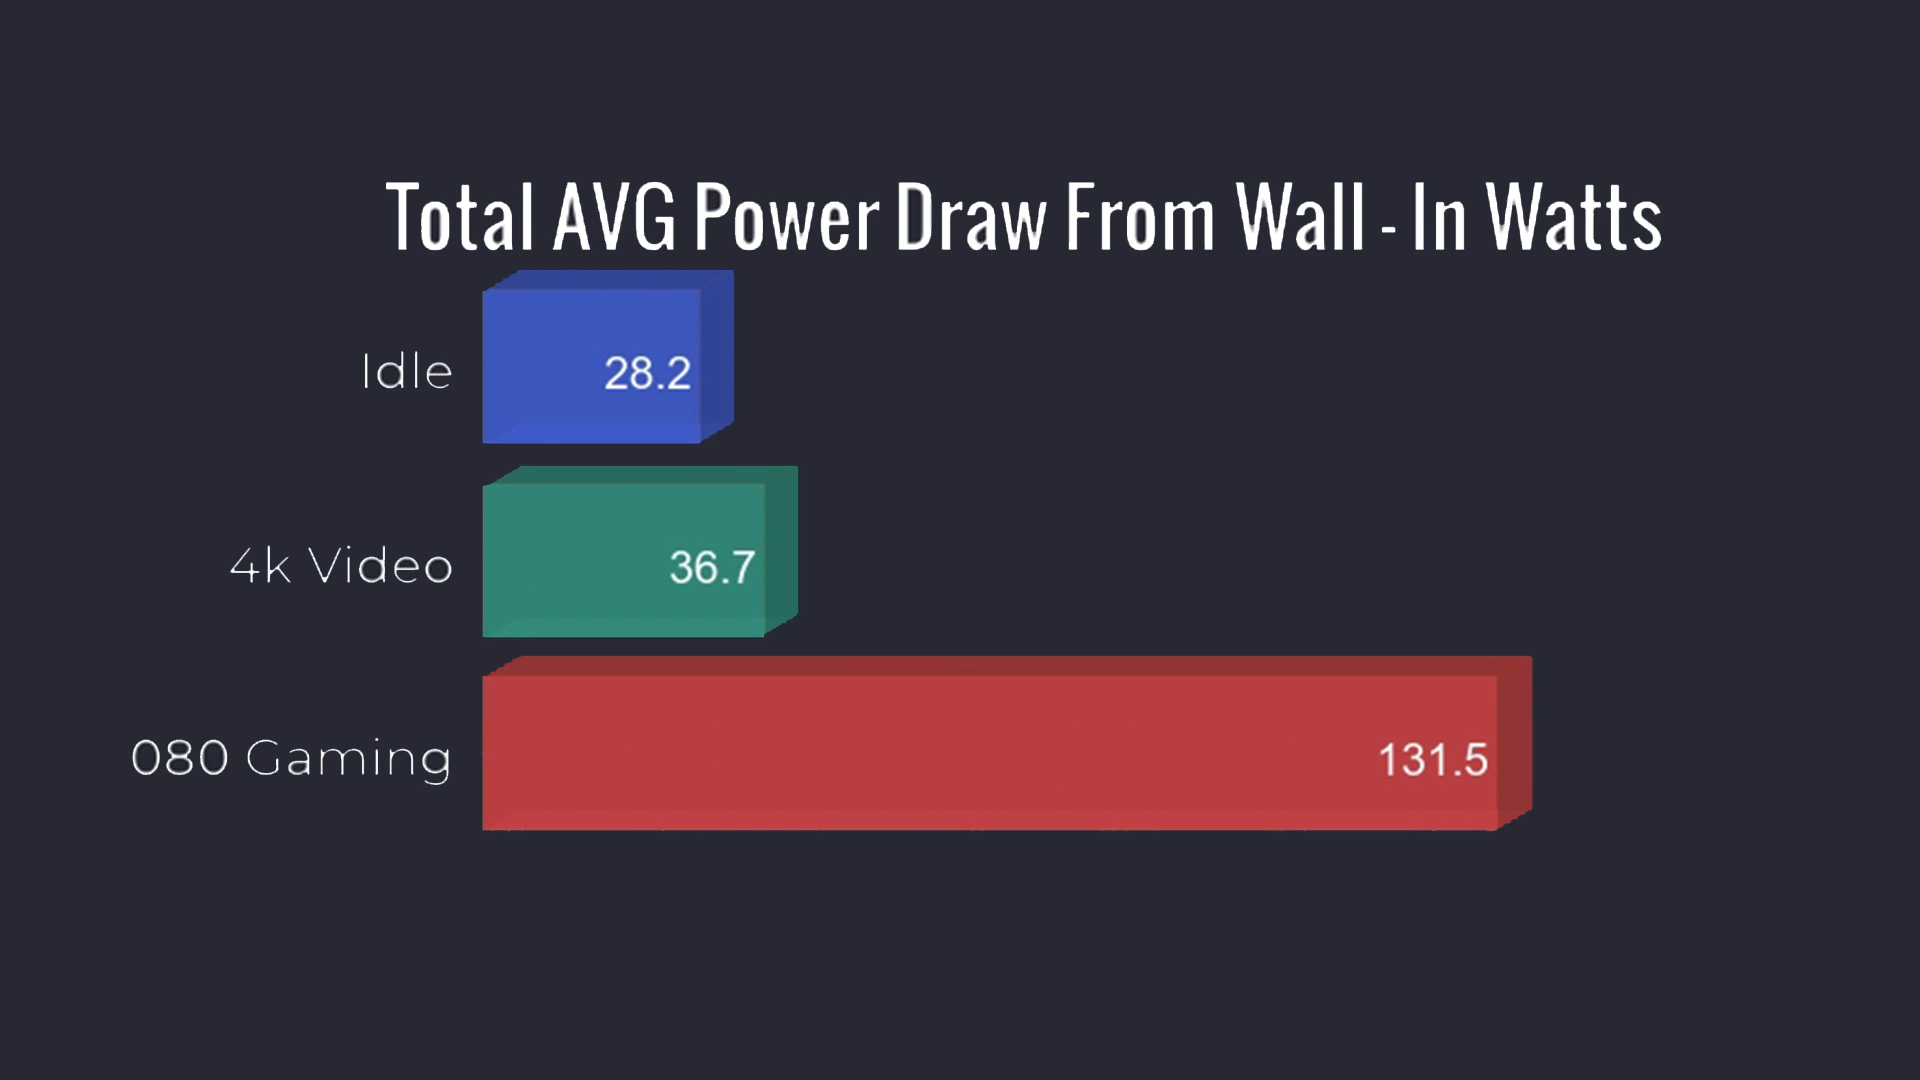 Total AVG Power Draw From Wall - In Watts
Idle
28.2
4k Video
36.7
080 Gaming
131.5